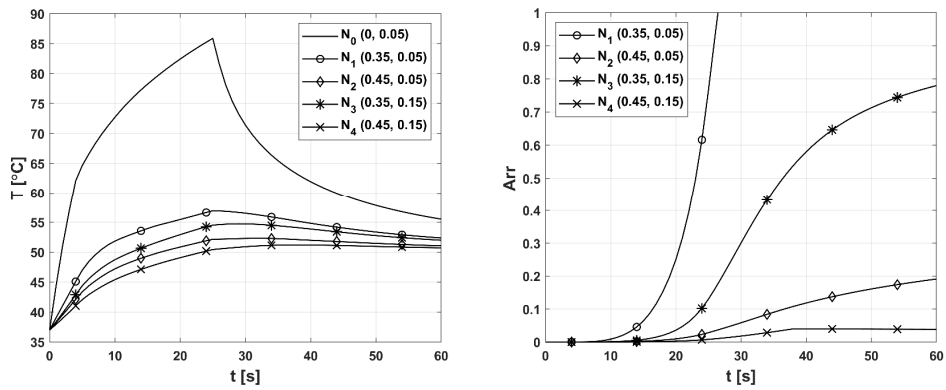 90
85
80
75
70
65
60
55
50
45
40
35
T [°C]
0
10
20
30
40
50
60
t [s]
N0 (0, 0.05)
N1 (0.35, 0.05)
N2 (0.45, 0.05)
N3 (0.35, 0.15)
N4 (0.45, 0.15)
1
0.9
0.8
0.7
0.6
0.5
0.4
0.3
0.2
0.1
0
Arr
0
10
20
30
40
50
60
t [s]
N1 (0.35, 0.05)
N2 (0.45, 0.05)
N3 (0.35, 0.15)
N4 (0.45, 0.15)